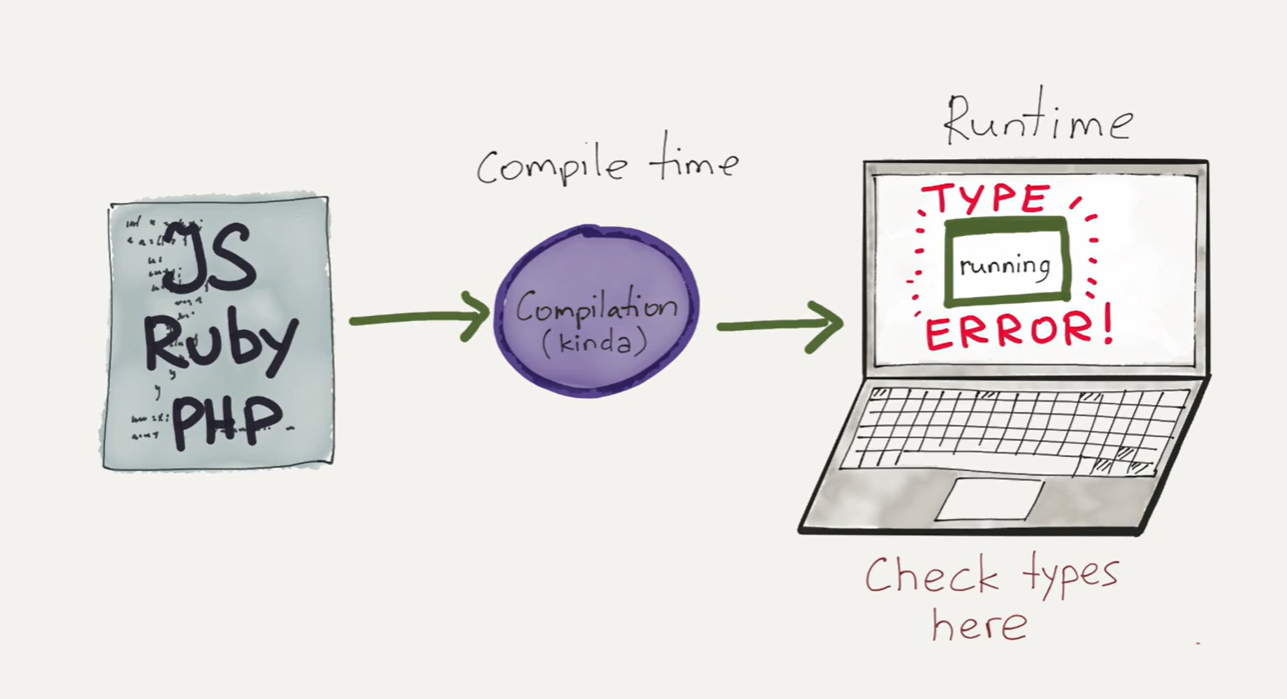 JS
Ruby
PHP
Compile time
Compilation
(kinda)
Runtime
TYPE
running
ERROR!
Check types
here